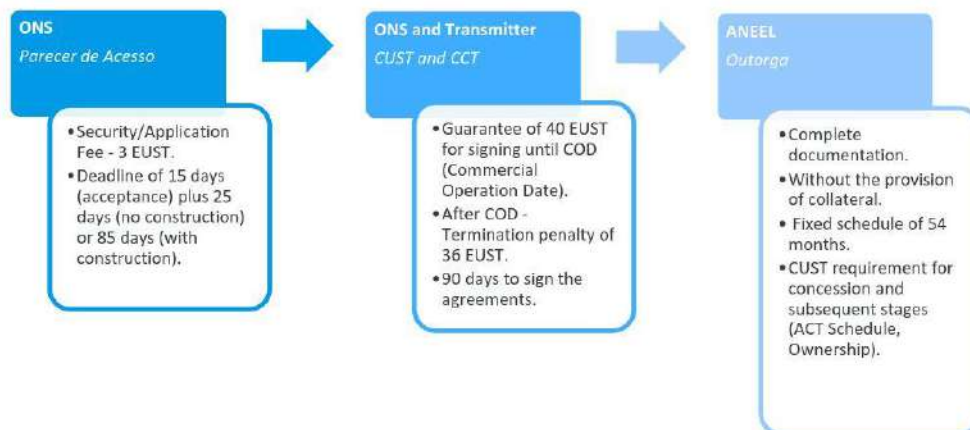 ONS
Parecer de Acesso
• Security/Application
Fee - 3 EUST.
• Deadline of 15 days
(acceptance) plus 25
days (no construction)
or 85 days (with
construction).
ONS and Transmitter
CUST and CCT
• Guarantee of 40 EUST
for signing until COD
(Commercial
Operation Date).
• After COD -
Termination penalty of
36 EUST.
• 90 days to sign the
agreements.
ANEEL
Outorga
• Complete
documentation.
• Without the provision
of collateral.
• Fixed schedule of 54
months.
• CUST requirement for
concession and
subsequent stages
(ACT Schedule,
Ownership).